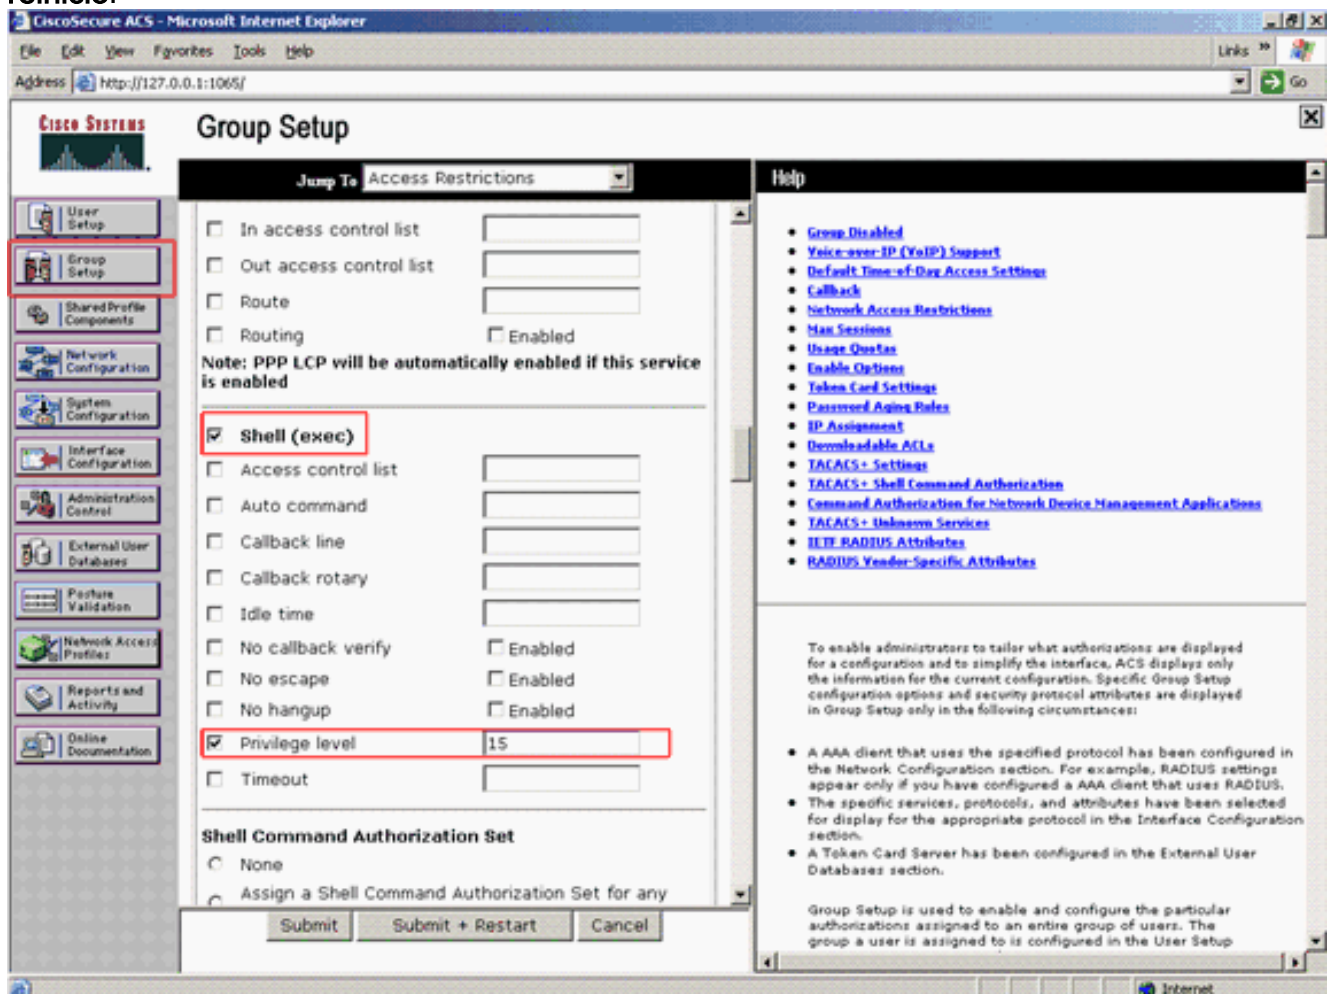 reinicio.
CiscoSecure ACS - Microsoft Internet Explorer
File Edit View Favorites Tools Help
Links »
Address http://127.0.0.1:1065/
Go
CISCO SYSTEMS
Group Setup
Jump To Access Restrictions
User Setup
Group Setup
Shared Profile Components
Network Configuration
System Configuration
Interface Configuration
Administration Control
External User Databases
Posture Validation
Network Access Profiles
Reports and Activity
Online Documentation
In access control list
Out access control list
Route
Routing Enabled
Note: PPP LCP will be automatically enabled if this service
is enabled
Shell (exec)
Access control list
Auto command
Callback line
Callback rotary
Idle time
No callback verify Enabled
No escape Enabled
No hangup Enabled
Privilege level 15
Timeout
Shell Command Authorization Set
None
Assign a Shell Command Authorization Set for any
Submit Submit + Restart Cancel
Help
Group Disabled
Voice-over-IP (VoIP) Support
Default Time-of-Day Access Settings
Callback
Network Access Restrictions
Max Sessions
Usage Quotas
Enable Options
Token Card Settings
Password Aging Rules
IP Assignment
Downloadable ACLs
TACACS+ Settings
TACACS+ Shell Command Authorization
Command Authorization for Network Device Management Applications
TACACS+ Unknown Services
IETF RADIUS Attributes
RADIUS Vendor-Specific Attributes
To enable administrators to tailor what authorizations are displayed
for a configuration and to simplify the interface, ACS displays only
the information for the current configuration. Specific Group Setup
configuration options and security protocol attributes are displayed
in Group Setup only in the following circumstances:
A AAA client that uses the specified protocol has been configured in
the Network Configuration section. For example, RADIUS settings
appear only if you have configured a AAA client that uses RADIUS.
The specific services, protocols, and attributes have been selected
for display for the appropriate protocol in the Interface Configuration
section.
A Token Card Server has been configured in the External User
Databases section.
Group Setup is used to enable and configure the particular
authorizations assigned to an entire group of users. The
group a user is assigned to is configured in the User Setup
Internet